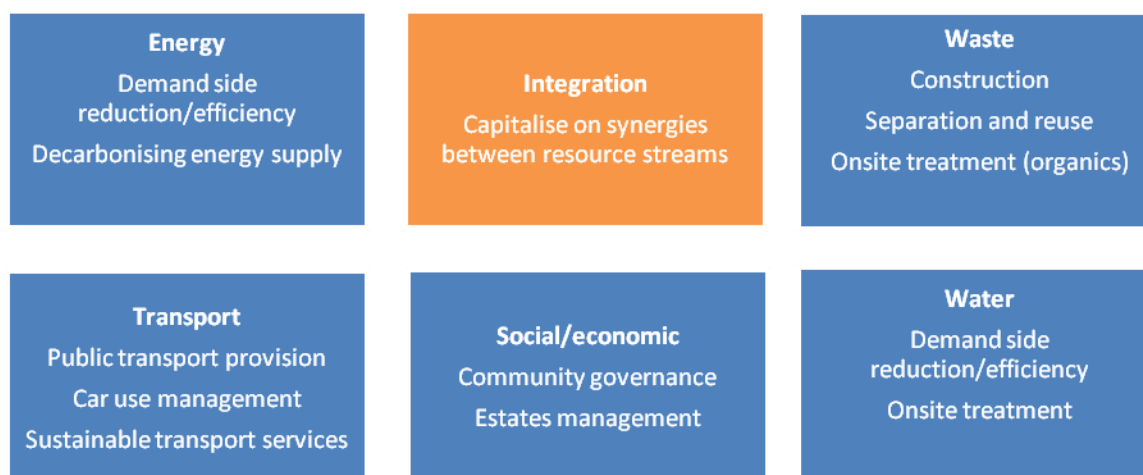 Energy
Demand side
reduction/efficiency
Decarbonising energy supply
Integration
Capitalise on synergies
between resource streams
Waste
Construction
Separation and reuse
Onsite treatment (organics)
Transport
Public transport provision
Car use management
Sustainable transport services
Social/economic
Community governance
Estates management
Water
Demand side
reduction/efficiency
Onsite treatment